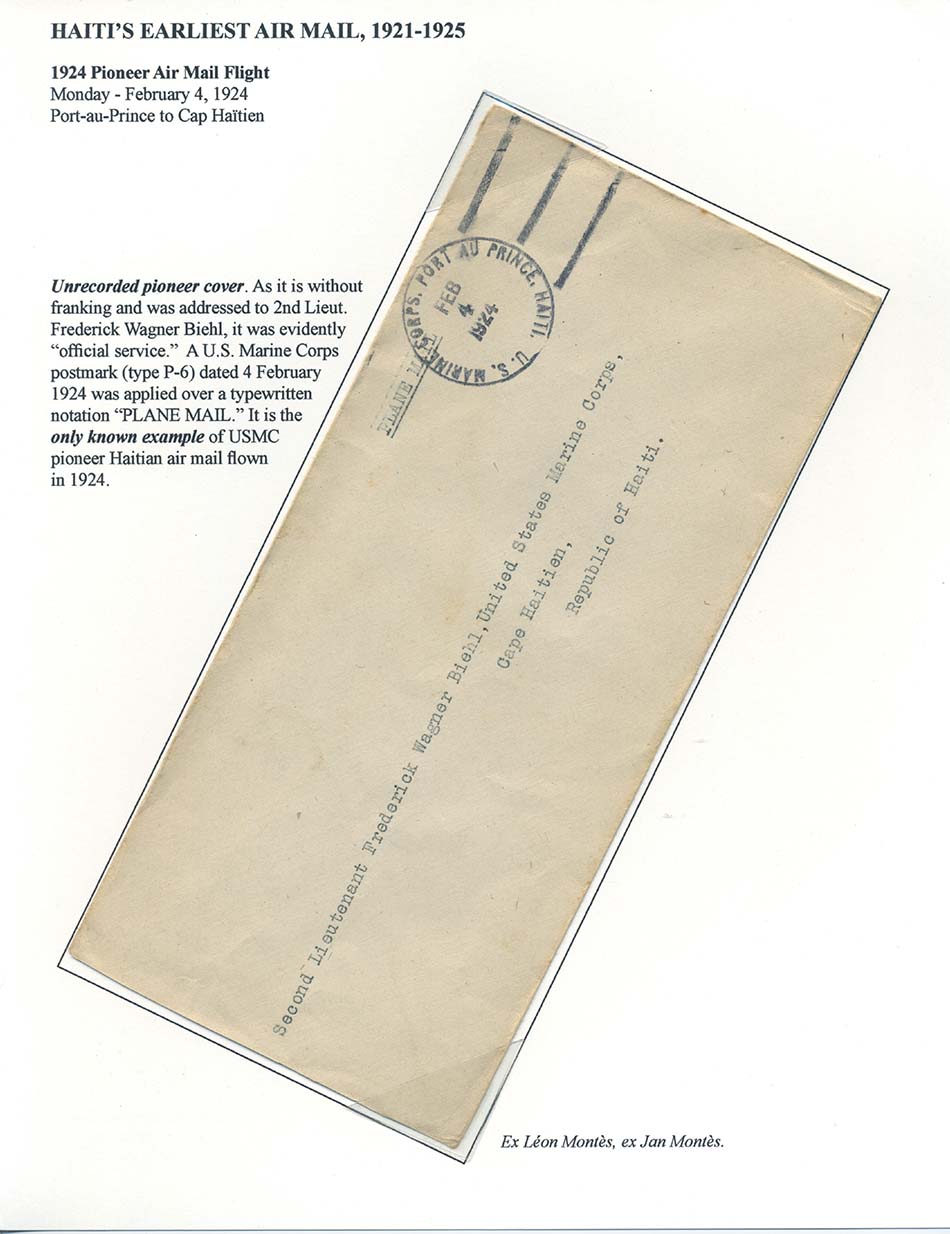 HAITI'S EARLIEST AIR MAIL, 1921-1925
1924 Pioneer Air Mail Flight
Monday - February 4, 1924
Port-au-Prince to Cap Haïtien
Unrecorded pioneer cover. As it is without
franking and was addressed to 2nd Lieut.
Frederick Wagner Biehl, it was evidently
“official service.” A U.S. Marine Corps
postmark (type P-6) dated 4 February
1924 was applied over a typewritten
notation “PLANE MAIL.” It is the
only known example of USMC
pioneer Haitian air mail flown
in 1924.
U. S. MARINE CORPS. PORT AU PRINCE, HAITI.
FEB
4
1924
PLANE MAIL
Second Lieutenant Frederick Wagner Biehl,United States Marine Corps,
Cape Haitien,
Republic of Haiti.
Ex Léon Montès, ex Jan Montès.